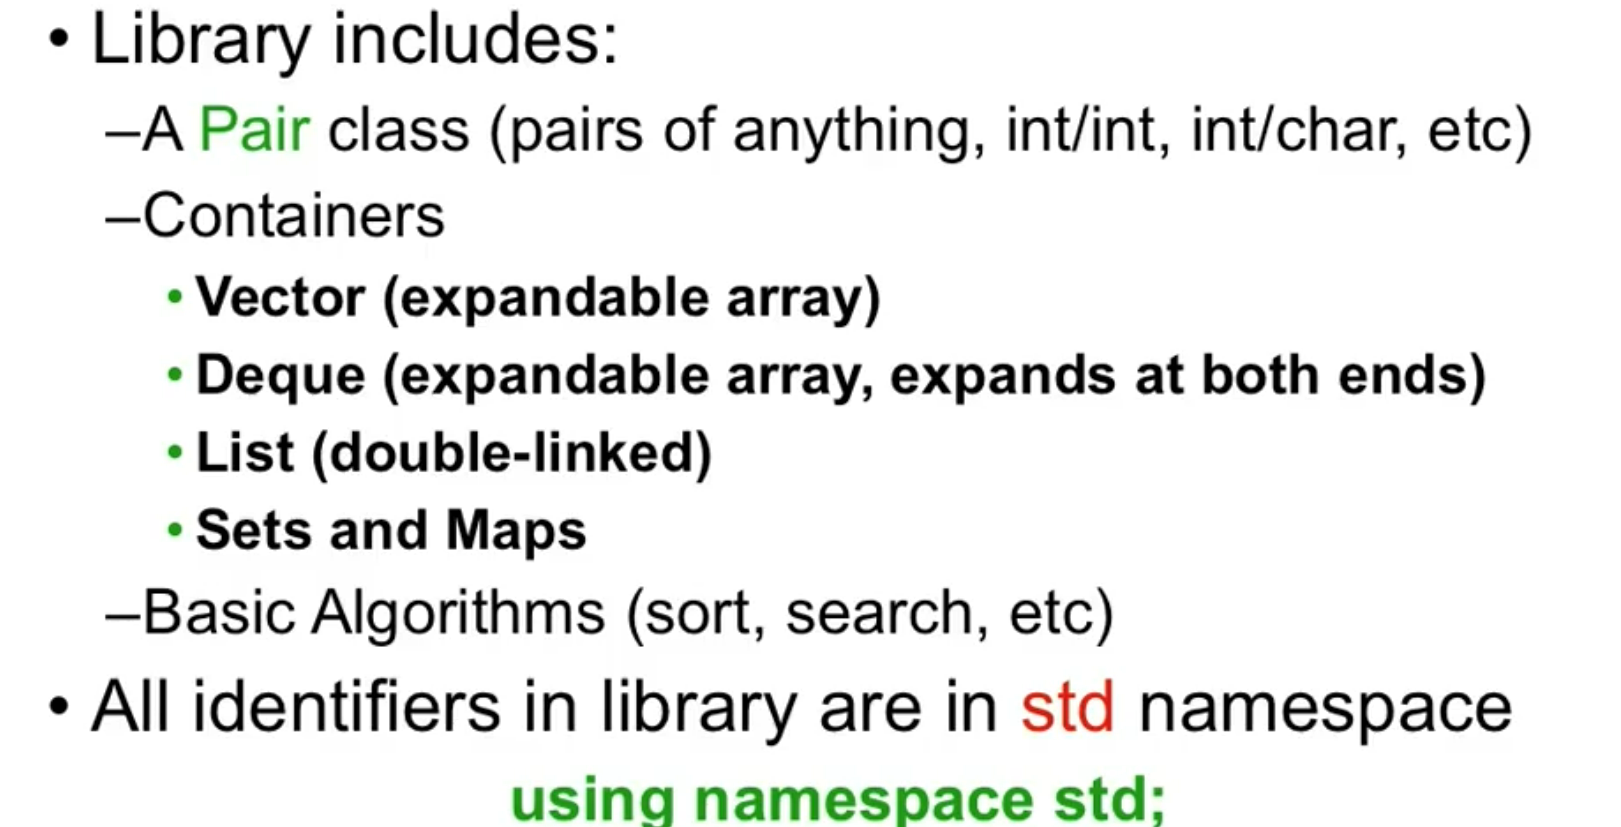 • Library includes:
–A Pair class (pairs of anything, int/int, int/char, etc)
–Containers
• Vector (expandable array)
• Deque (expandable array, expands at both ends)
• List (double-linked)
• Sets and Maps
–Basic Algorithms (sort, search, etc)
• All identifiers in library are in std namespace
using namespace std;